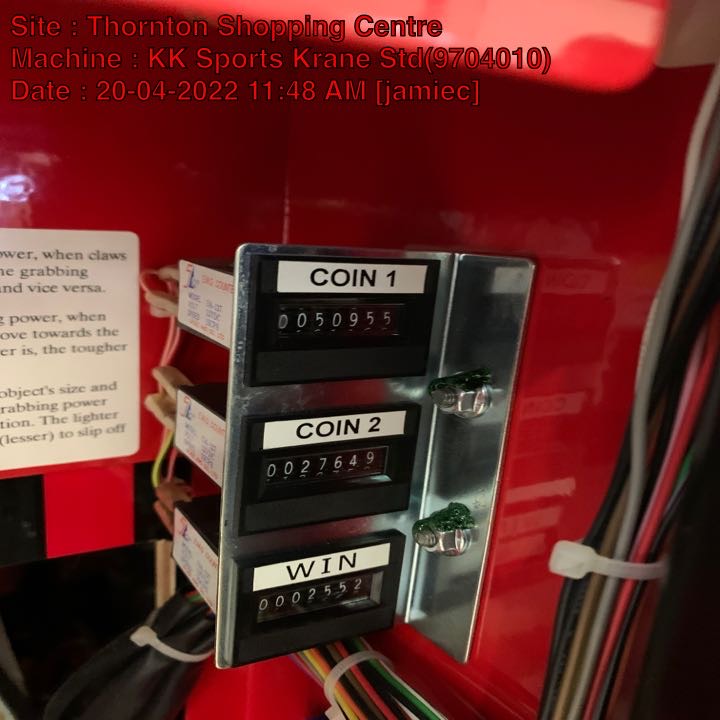 Site : Thornton Shopping Centre
Machine : KK Sports Krane Std(9704010)
Date : 20-04-2022 11:48 AM [jamiec]
ower, when claws
he grabbing
nd vice versa.
g power, when
ove towards the
er is, the tougher
object's size and
rabbing power
tion. The lighter
(lesser) to slip off
COIN 1
0050955
COIN 2
0027649
WIN
0002552